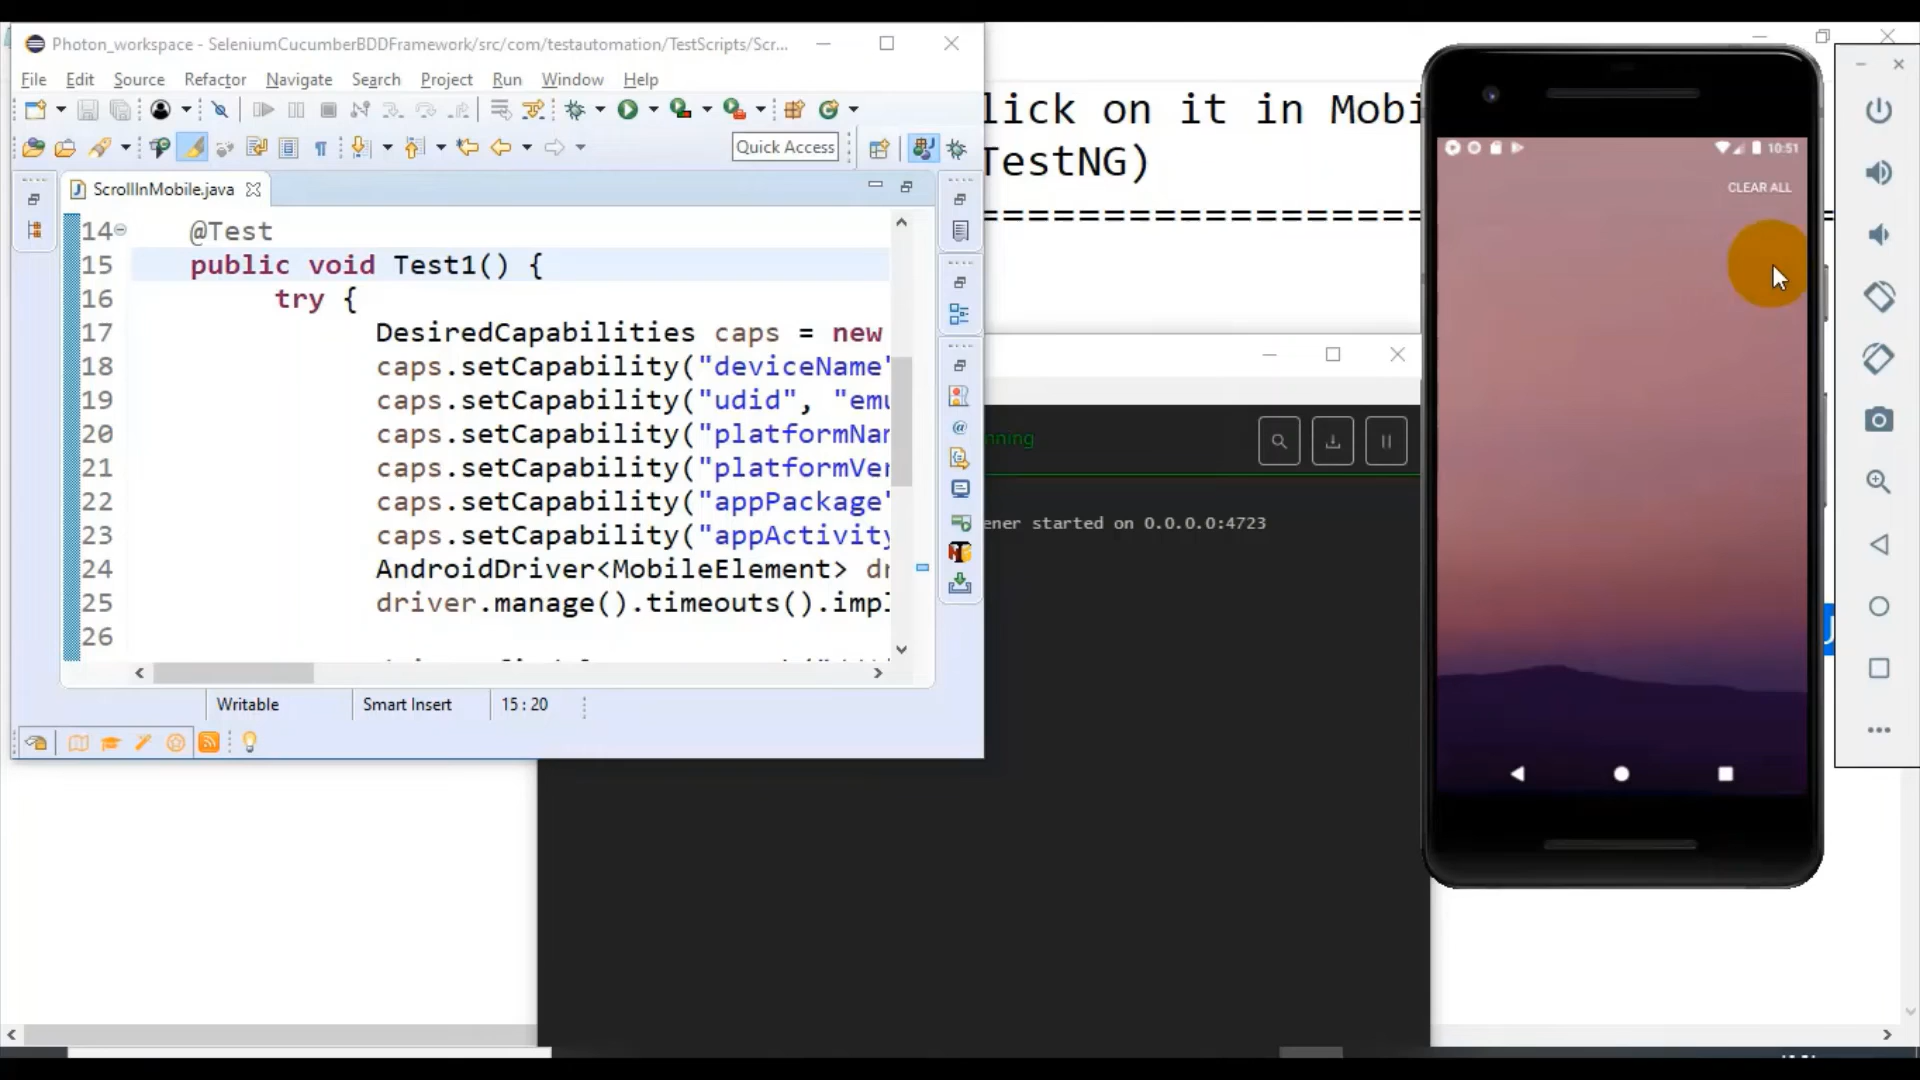 Photon_workspace - SeleniumCucumberBDDFramework/src/com/testautomation/TestScripts/Scr...
File Edit Source Refactor Navigate Search Project Run Window Help
Quick Access
ScrollInMobile.java
14 @Test
15 public void Test1() {
16 try {
17 DesiredCapabilities caps = new
18 caps.setCapability("deviceName"
19 caps.setCapability("udid", "emu
20 caps.setCapability("platformNam
21 caps.setCapability("platformVer
22 caps.setCapability("appPackage"
23 caps.setCapability("appActivity
24 AndroidDriver<MobileElement> dr
25 driver.manage().timeouts().impl
26
Writable Smart Insert 15 : 20
lick on it in Mobi
TestNG)
==========================
nning
ener started on 0.0.0.0:4723
10:51
CLEAR ALL